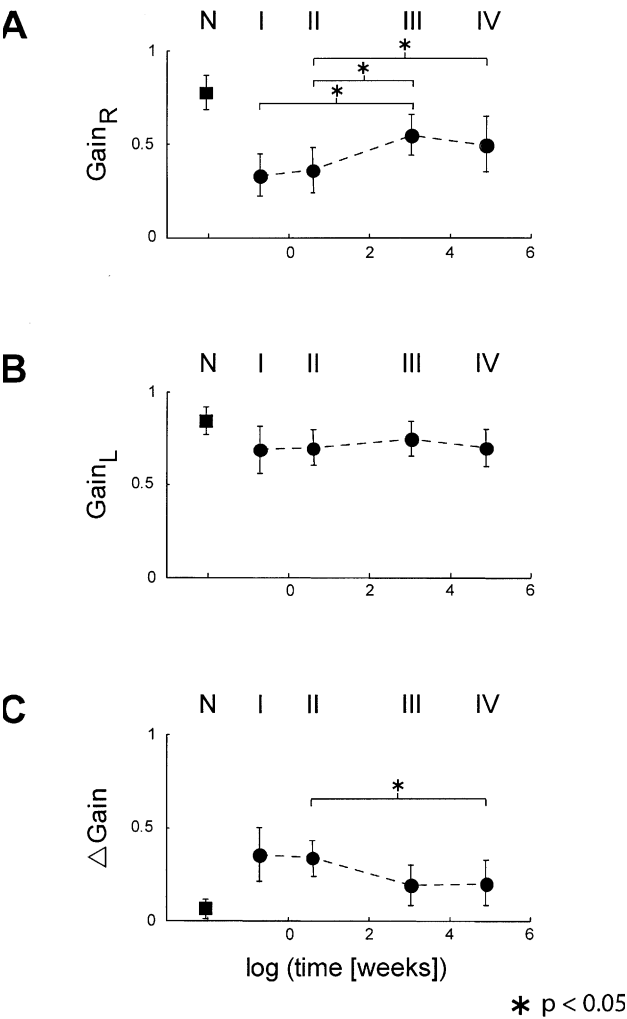 A
N I II III IV
*
*
*
1
0.5
0
Gain_R
0 2 4 6
B
N I II III IV
1
0.5
0
Gain_L
0 2 4 6
C
N I II III IV
*
1
0.5
0
△Gain
0 2 4 6
log (time [weeks])
* p < 0.05